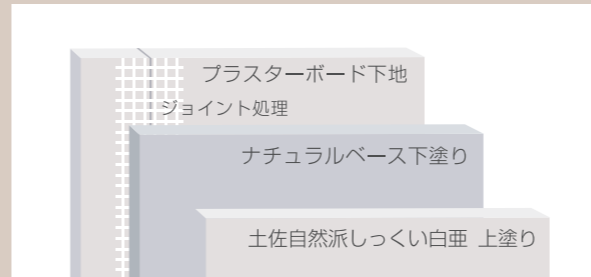 プラスターボード下地
ジョイント処理
ナチュラルベース下塗り
土佐自然派しっくい白亜 上塗り